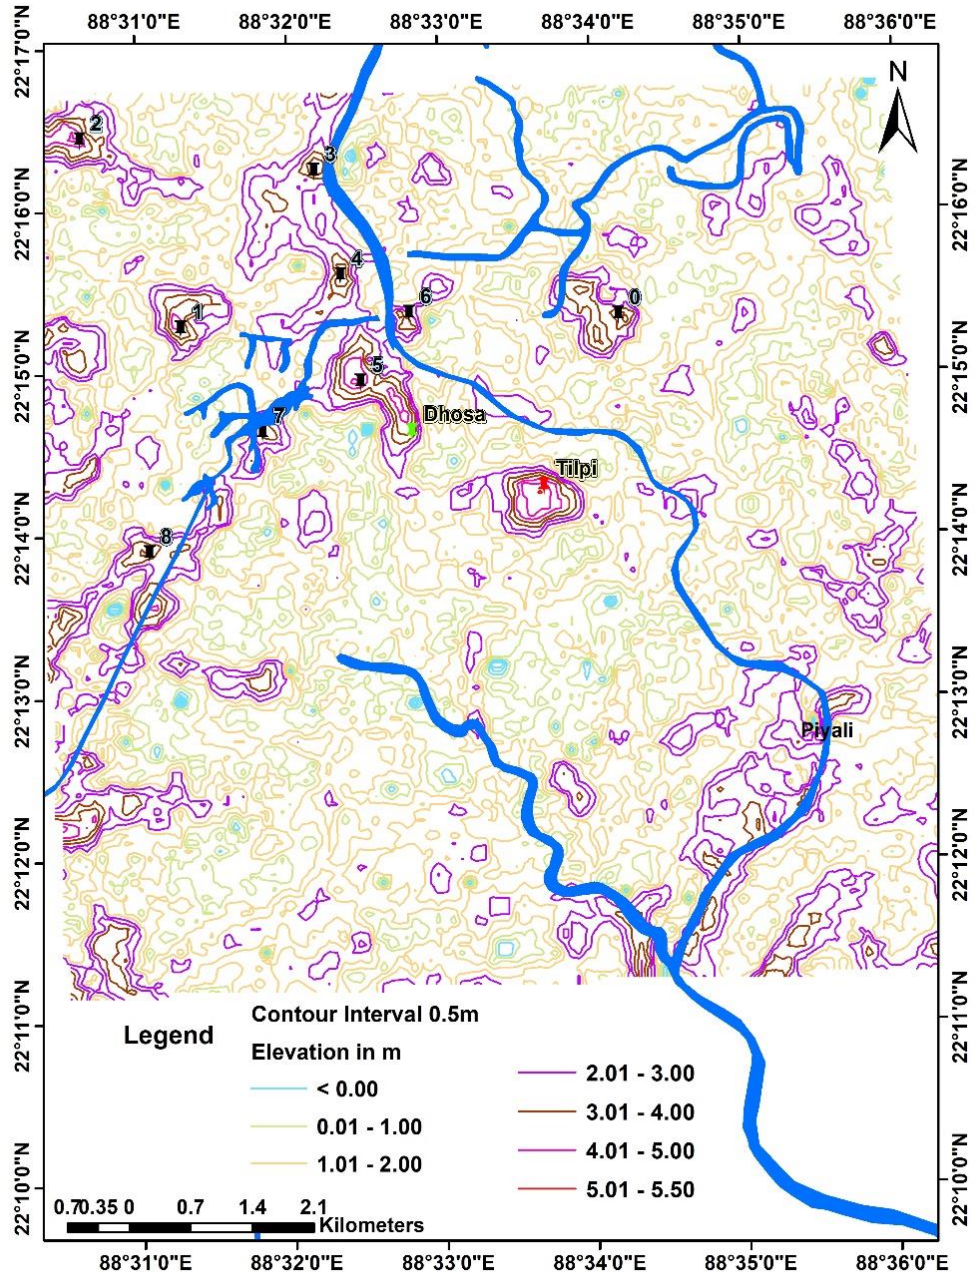 88°31'0"E 88°32'0"E 88°33'0"E 88°34'0"E 88°35'0"E 88°36'0"E
22°17'0"N
22°16'0"N
22°15'0"N
22°14'0"N
22°13'0"N
22°12'0"N
22°11'0"N
22°10'0"N
N
2
3
4
6
0
1
5
Dhosa
7
Tilpi
8
Piyali
22°16'0"N
22°15'0"N
22°14'0"N
22°13'0"N
22°12'0"N
22°11'0"N
22°10'0"N
Legend
Contour Interval 0.5m
Elevation in m
< 0.00
0.01 - 1.00
1.01 - 2.00
2.01 - 3.00
3.01 - 4.00
4.01 - 5.00
5.01 - 5.50
0.7 0.35 0 0.7 1.4 2.1
Kilometers
88°31'0"E 88°32'0"E 88°33'0"E 88°34'0"E 88°35'0"E 88°36'0"E